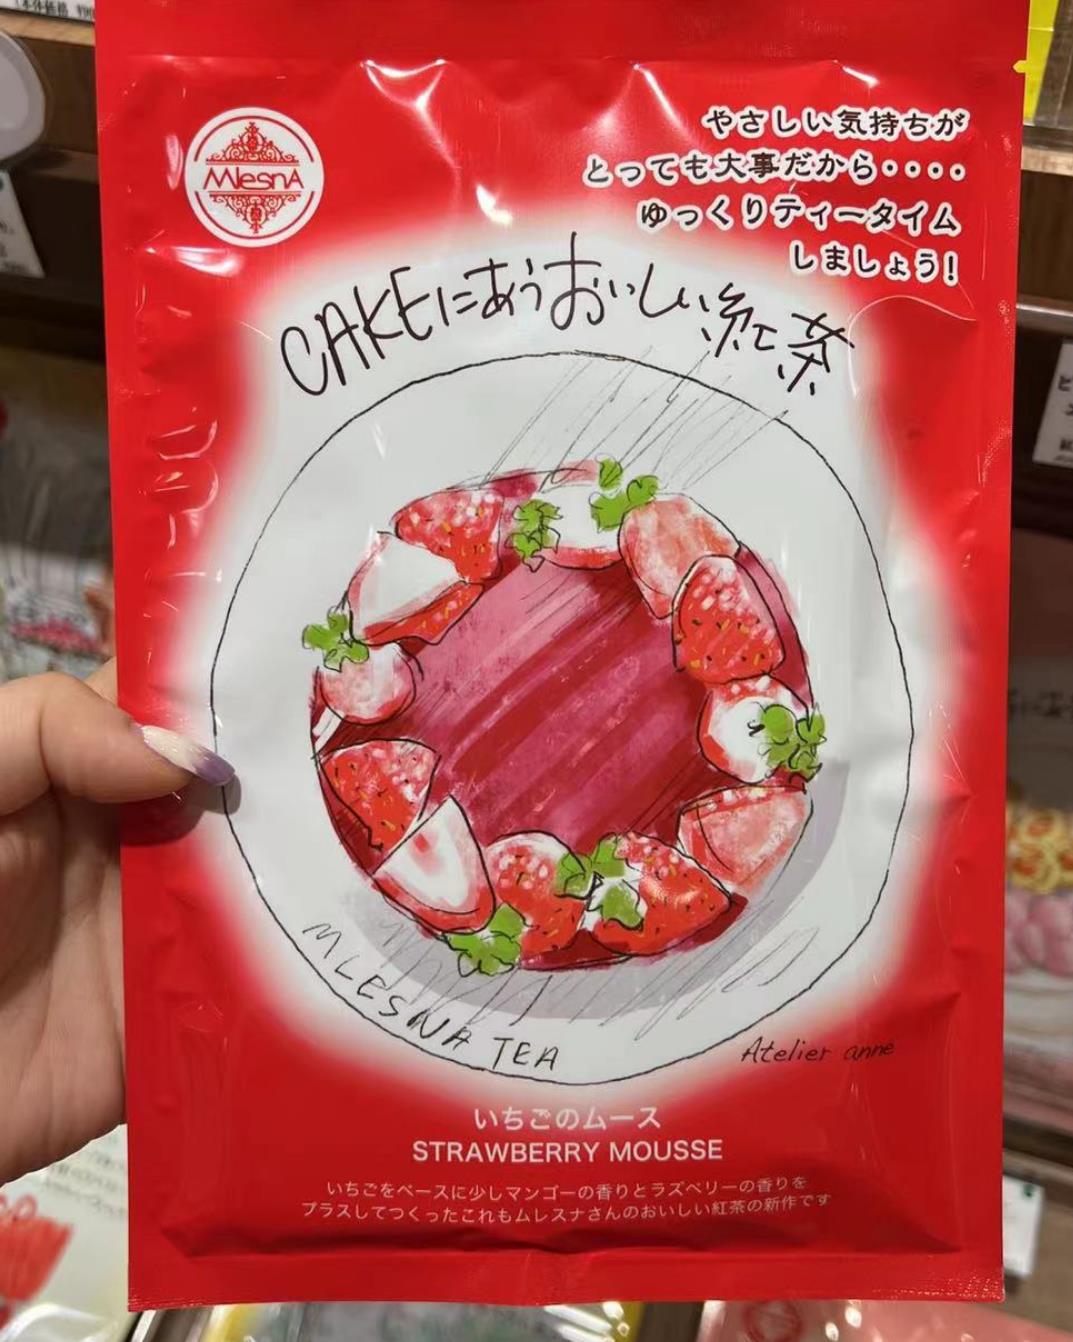 MlesnA
やさしい気持ちが
とっても大事だから・・・・
ゆっくりティータイム
しましょう!
CAKEにあうおいしい紅茶
MLESNA TEA
Atelier anne
いちごのムース
STRAWBERRY MOUSSE
いちごをベースに少しマンゴーの香りとラズベリーの香りを
プラスしてつくったこれもムレスナさんのおいしい紅茶の新作です